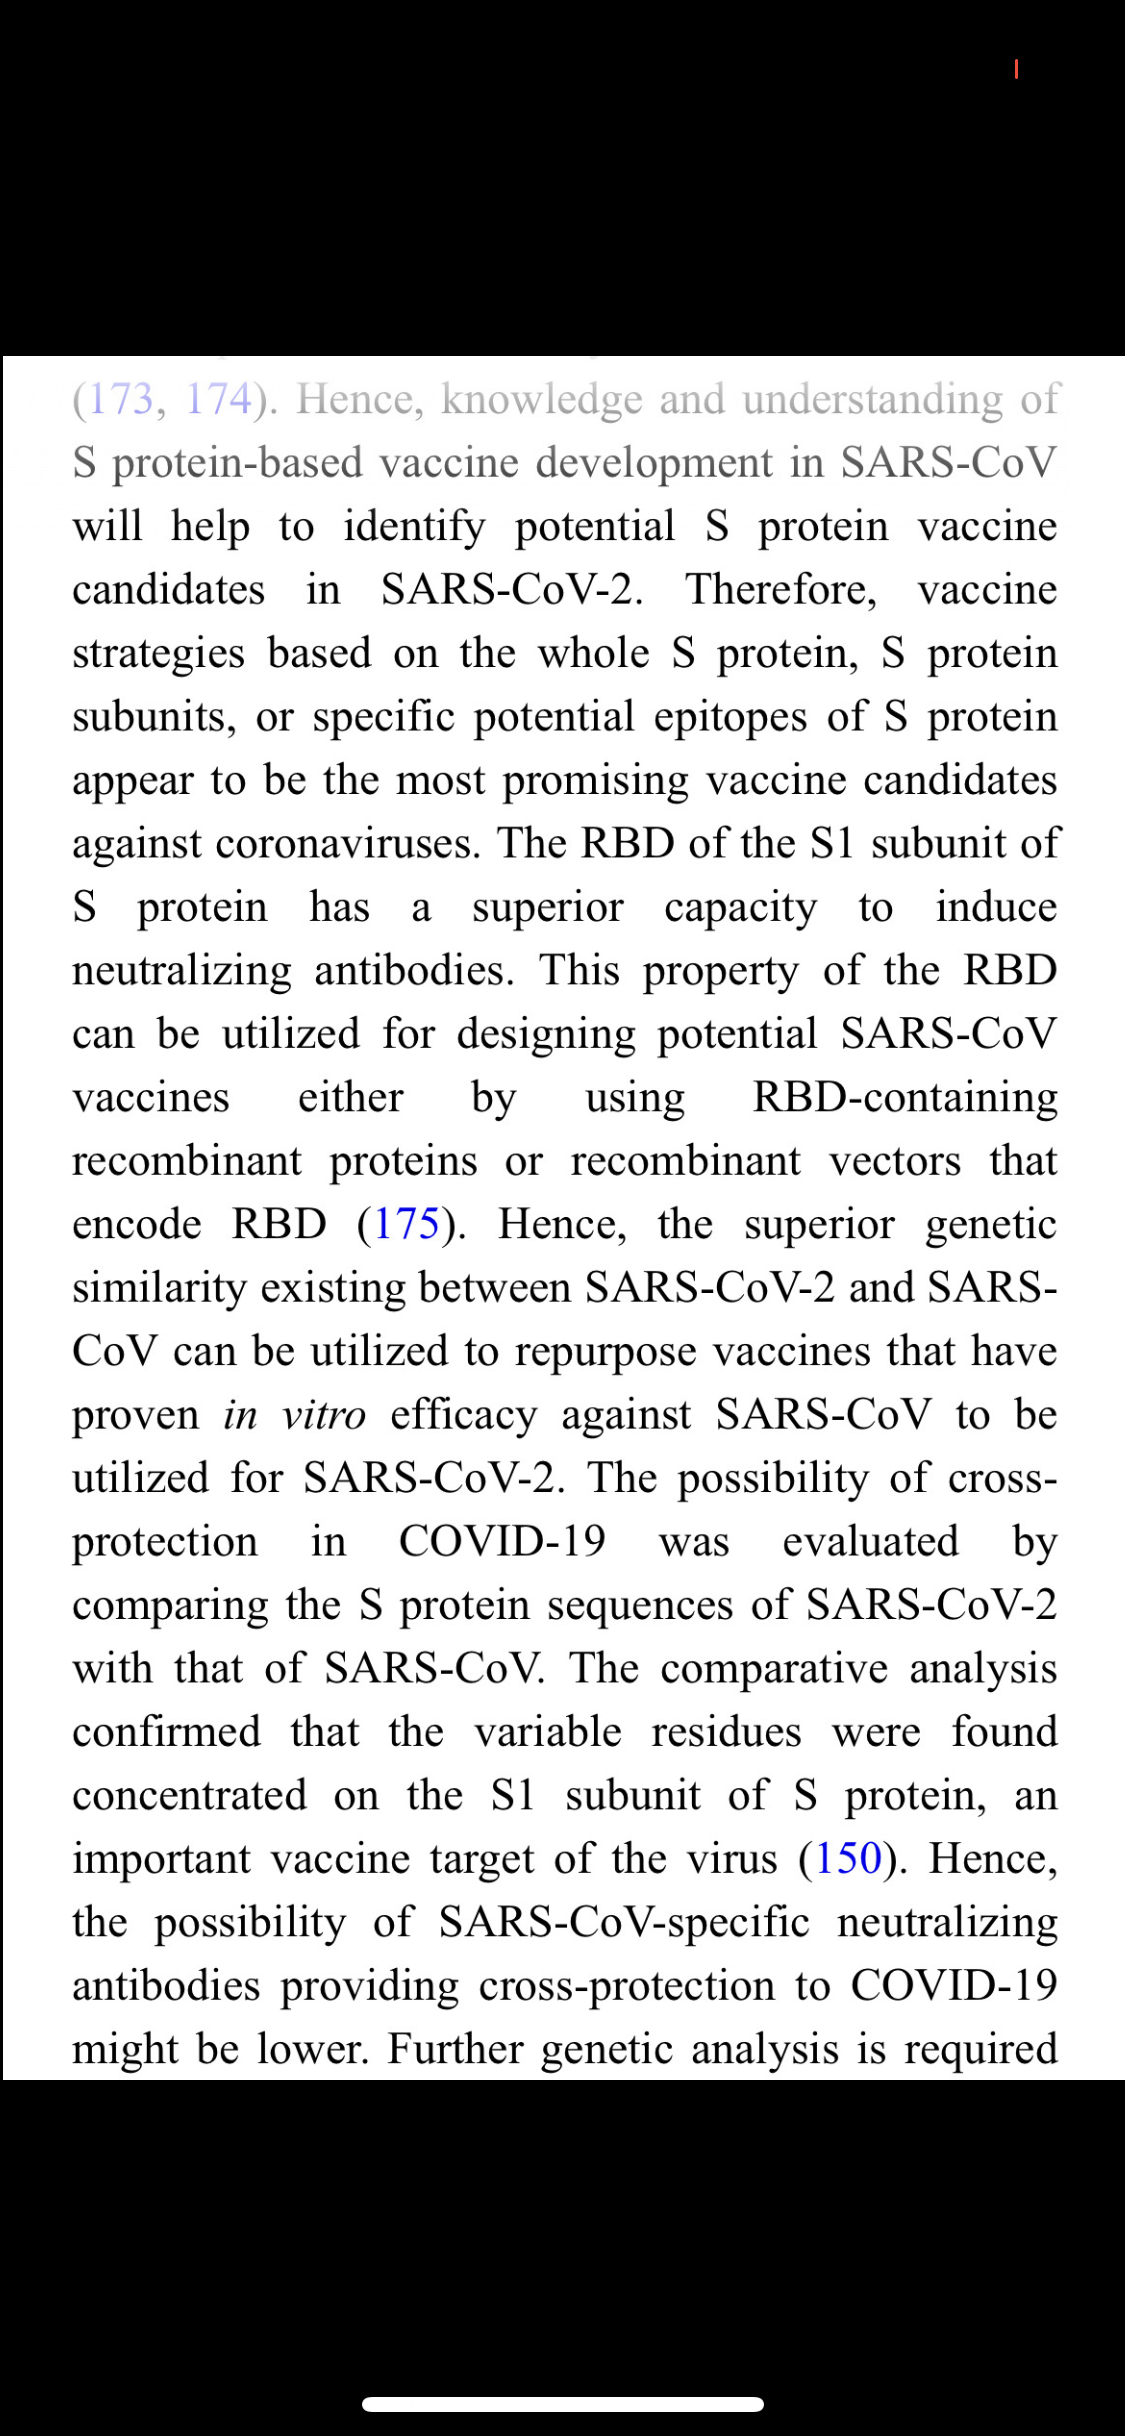 (173, 174). Hence, knowledge and understanding of
S protein-based vaccine development in SARS-CoV
will help to identify potential S protein vaccine
candidates in SARS-CoV-2. Therefore, vaccine
strategies based on the whole S protein, S protein
subunits, or specific potential epitopes of S protein
appear to be the most promising vaccine candidates
against coronaviruses. The RBD of the S1 subunit of
S protein has a superior capacity to induce
neutralizing antibodies. This property of the RBD
can be utilized for designing potential SARS-CoV
vaccines either by using RBD-containing
recombinant proteins or recombinant vectors that
encode RBD (175). Hence, the superior genetic
similarity existing between SARS-CoV-2 and SARS-
CoV can be utilized to repurpose vaccines that have
proven in vitro efficacy against SARS-CoV to be
utilized for SARS-CoV-2. The possibility of cross-
protection in COVID-19 was evaluated by
comparing the S protein sequences of SARS-CoV-2
with that of SARS-CoV. The comparative analysis
confirmed that the variable residues were found
concentrated on the S1 subunit of S protein, an
important vaccine target of the virus (150). Hence,
the possibility of SARS-CoV-specific neutralizing
antibodies providing cross-protection to COVID-19
might be lower. Further genetic analysis is required